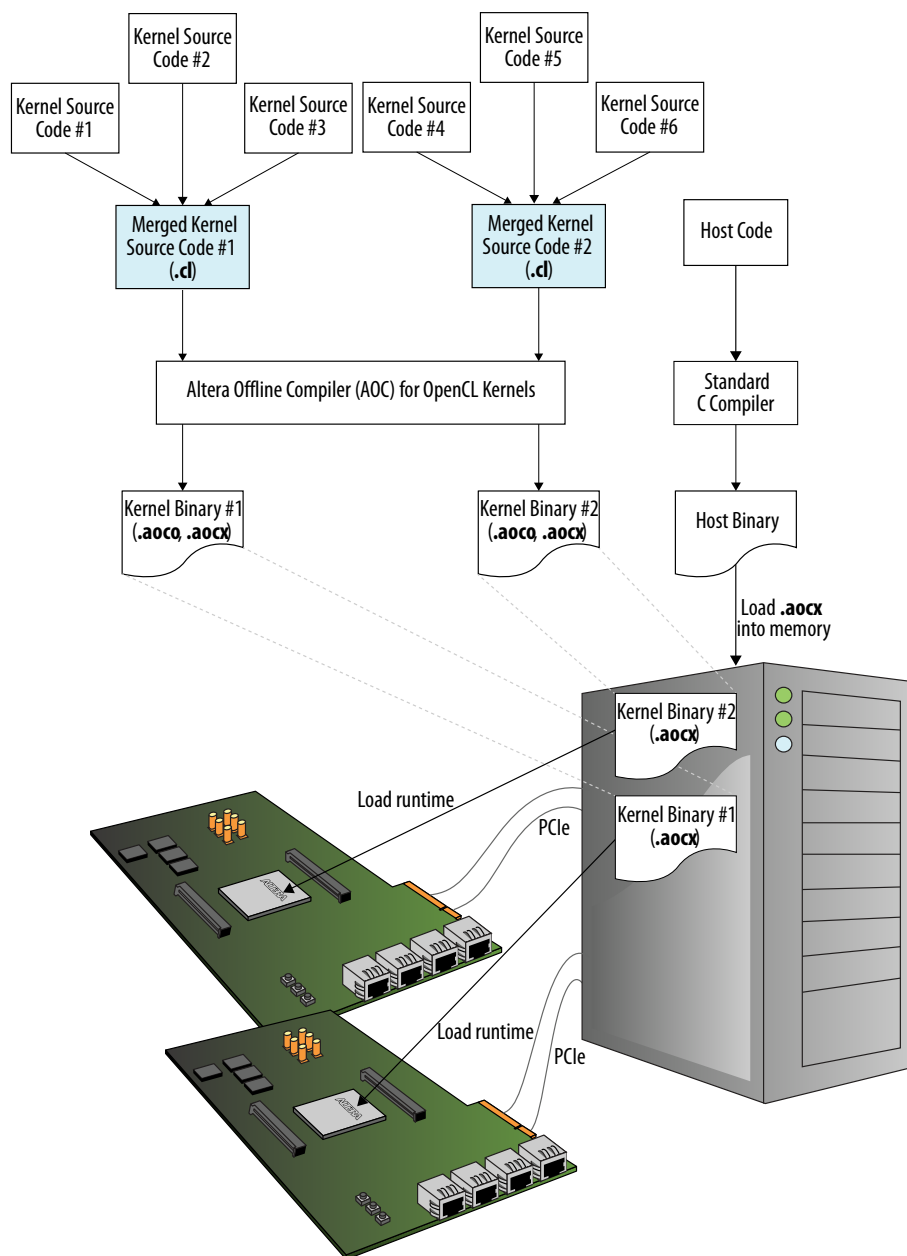 Kernel Source
Code #2
Kernel Source
Code #5
Kernel Source
Code #1
Kernel Source
Code #3
Kernel Source
Code #4
Kernel Source
Code #6
Merged Kernel
Source Code #1
(.cl)
Merged Kernel
Source Code #2
(.cl)
Host Code
Altera Offline Compiler (AOC) for OpenCL Kernels
Standard
C Compiler
Kernel Binary #1
(.aoco, .aocx)
Kernel Binary #2
(.aoco, .aocx)
Host Binary
Load .aocx
into memory
Kernel Binary #2
(.aocx)
Load runtime
PCIe
Kernel Binary #1
(.aocx)
ALTERA
Load runtime
PCIe
ALTERA